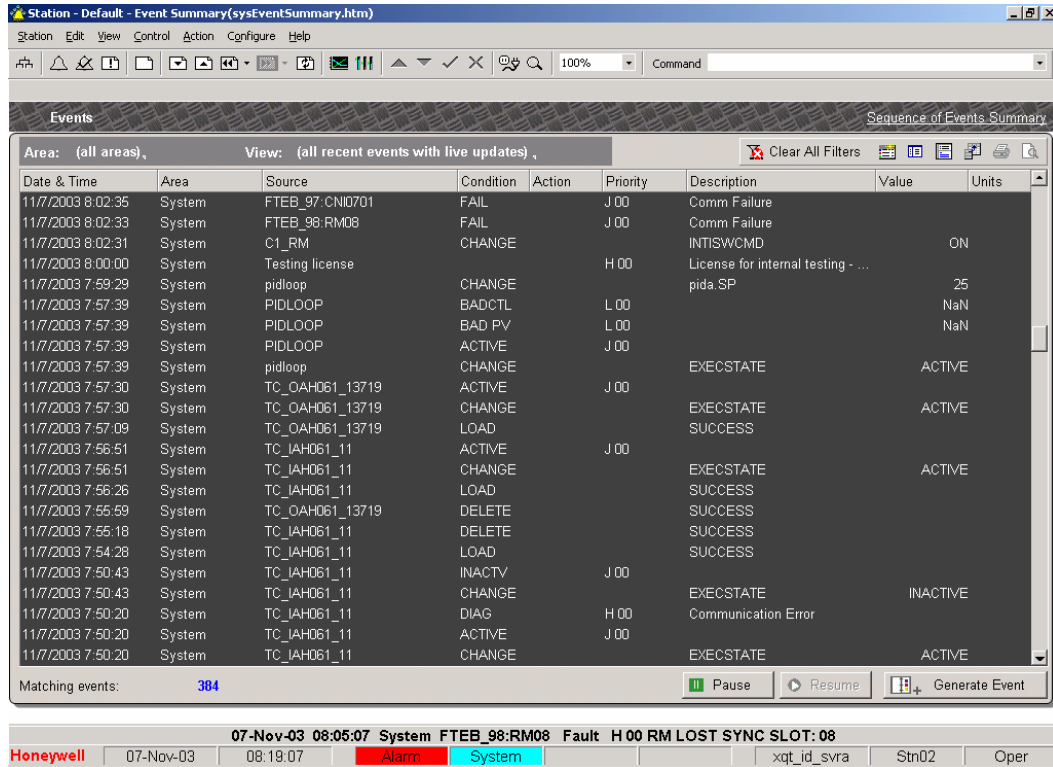 Station - Default - Event Summary(sysEventSummary.htm)
Station Edit View Control Action Configure Help
100% Command
Events Sequence of Events Summary
Area: (all areas), View: (all recent events with live updates) , Clear All Filters
Date & Time Area Source Condition Action Priority Description Value Units
11/7/2003 8:02:35 System FTEB_97:CNI0701 FAIL J 00 Comm Failure
11/7/2003 8:02:33 System FTEB_98:RM08 FAIL J 00 Comm Failure
11/7/2003 8:02:31 System C1_RM CHANGE INTISWCMD ON
11/7/2003 8:00:00 System Testing license H 00 License for internal testing - ...
11/7/2003 7:59:29 System pidloop CHANGE pida.SP 25
11/7/2003 7:57:39 System PIDLOOP BADCTL L 00 NaN
11/7/2003 7:57:39 System PIDLOOP BAD PV L 00 NaN
11/7/2003 7:57:39 System PIDLOOP ACTIVE J 00
11/7/2003 7:57:39 System pidloop CHANGE EXECSTATE ACTIVE
11/7/2003 7:57:30 System TC_OAH061_13719 ACTIVE J 00
11/7/2003 7:57:30 System TC_OAH061_13719 CHANGE EXECSTATE ACTIVE
11/7/2003 7:57:09 System TC_OAH061_13719 LOAD SUCCESS
11/7/2003 7:56:51 System TC_IAH061_11 ACTIVE J 00
11/7/2003 7:56:51 System TC_IAH061_11 CHANGE EXECSTATE ACTIVE
11/7/2003 7:56:26 System TC_IAH061_11 LOAD SUCCESS
11/7/2003 7:55:59 System TC_OAH061_13719 DELETE SUCCESS
11/7/2003 7:55:18 System TC_IAH061_11 DELETE SUCCESS
11/7/2003 7:54:28 System TC_IAH061_11 LOAD SUCCESS
11/7/2003 7:50:43 System TC_IAH061_11 INACTV J 00
11/7/2003 7:50:43 System TC_IAH061_11 CHANGE EXECSTATE INACTIVE
11/7/2003 7:50:20 System TC_IAH061_11 DIAG H 00 Communication Error
11/7/2003 7:50:20 System TC_IAH061_11 ACTIVE J 00
11/7/2003 7:50:20 System TC_IAH061_11 CHANGE EXECSTATE ACTIVE
Matching events: 384 Pause Resume Generate Event
07-Nov-03 08:05:07 System FTEB_98:RM08 Fault H 00 RM LOST SYNC SLOT: 08
Honeywell 07-Nov-03 08:19:07 Alarm System xqt_id_svra Stn02 Oper